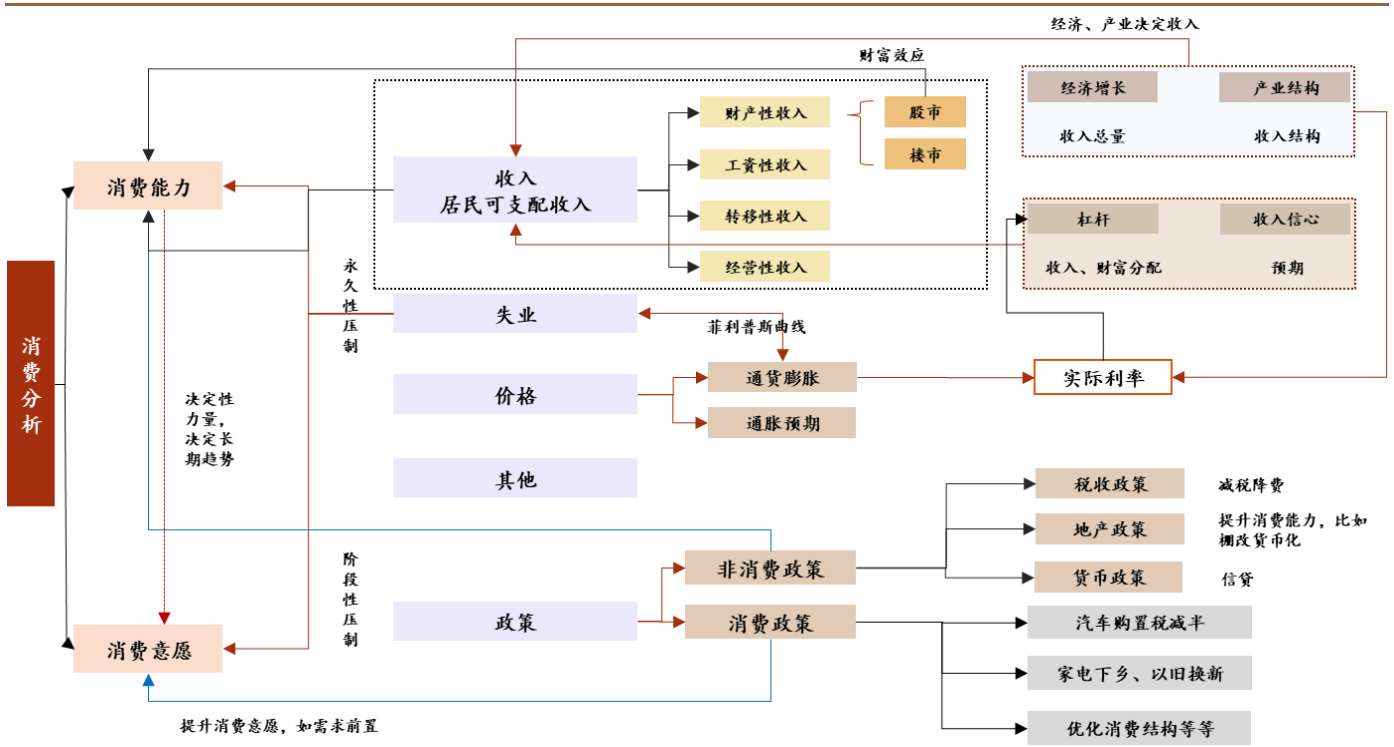 经济、产业决定收入
财富效应
经济增长
产业结构
收入总量
收入结构
财产性收入
股市
楼市
工资性收入
转移性收入
经营性收入
收入
居民可支配收入
杠杆
收入信心
收入、财富分配
预期
消费能力
消费分析
永久性压制
失业
菲利普斯曲线
价格
通货膨胀
通胀预期
实际利率
决定性
力量，
决定长
期趋势
其他
税收政策
减税降费
地产政策
提升消费能力，比如
棚改货币化
货币政策
信贷
阶段性压制
非消费政策
政策
消费政策
汽车购置税减半
家电下乡、以旧换新
优化消费结构等等
消费意愿
提升消费意愿，如需求前置